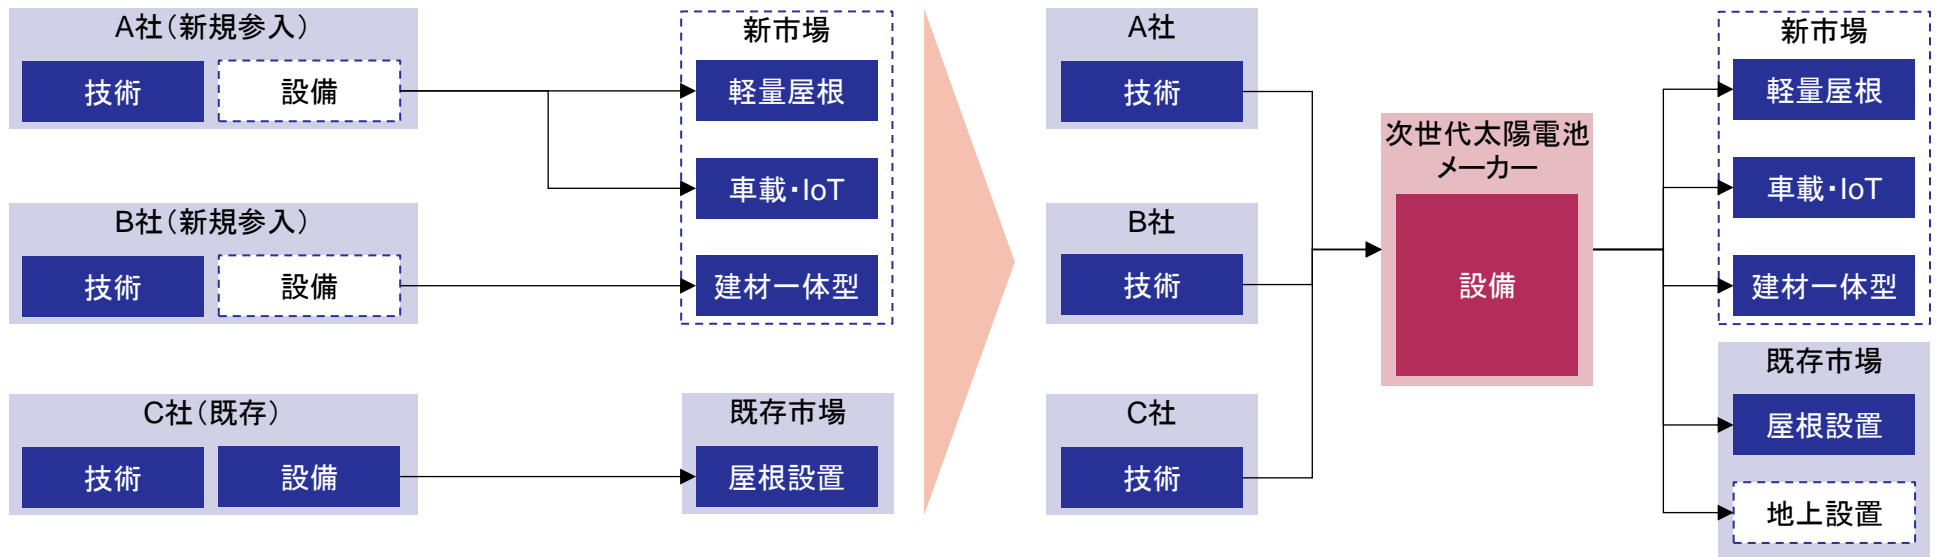 A社（新規参入）
技術
設備
B社（新規参入）
技術
設備
C社（既存）
技術
設備
新市場
軽量屋根
車載・IoT
建材一体型
既存市場
屋根設置
A社
技術
B社
技術
C社
技術
次世代太陽電池
メーカー
設備
新市場
軽量屋根
車載・IoT
建材一体型
既存市場
屋根設置
地上設置